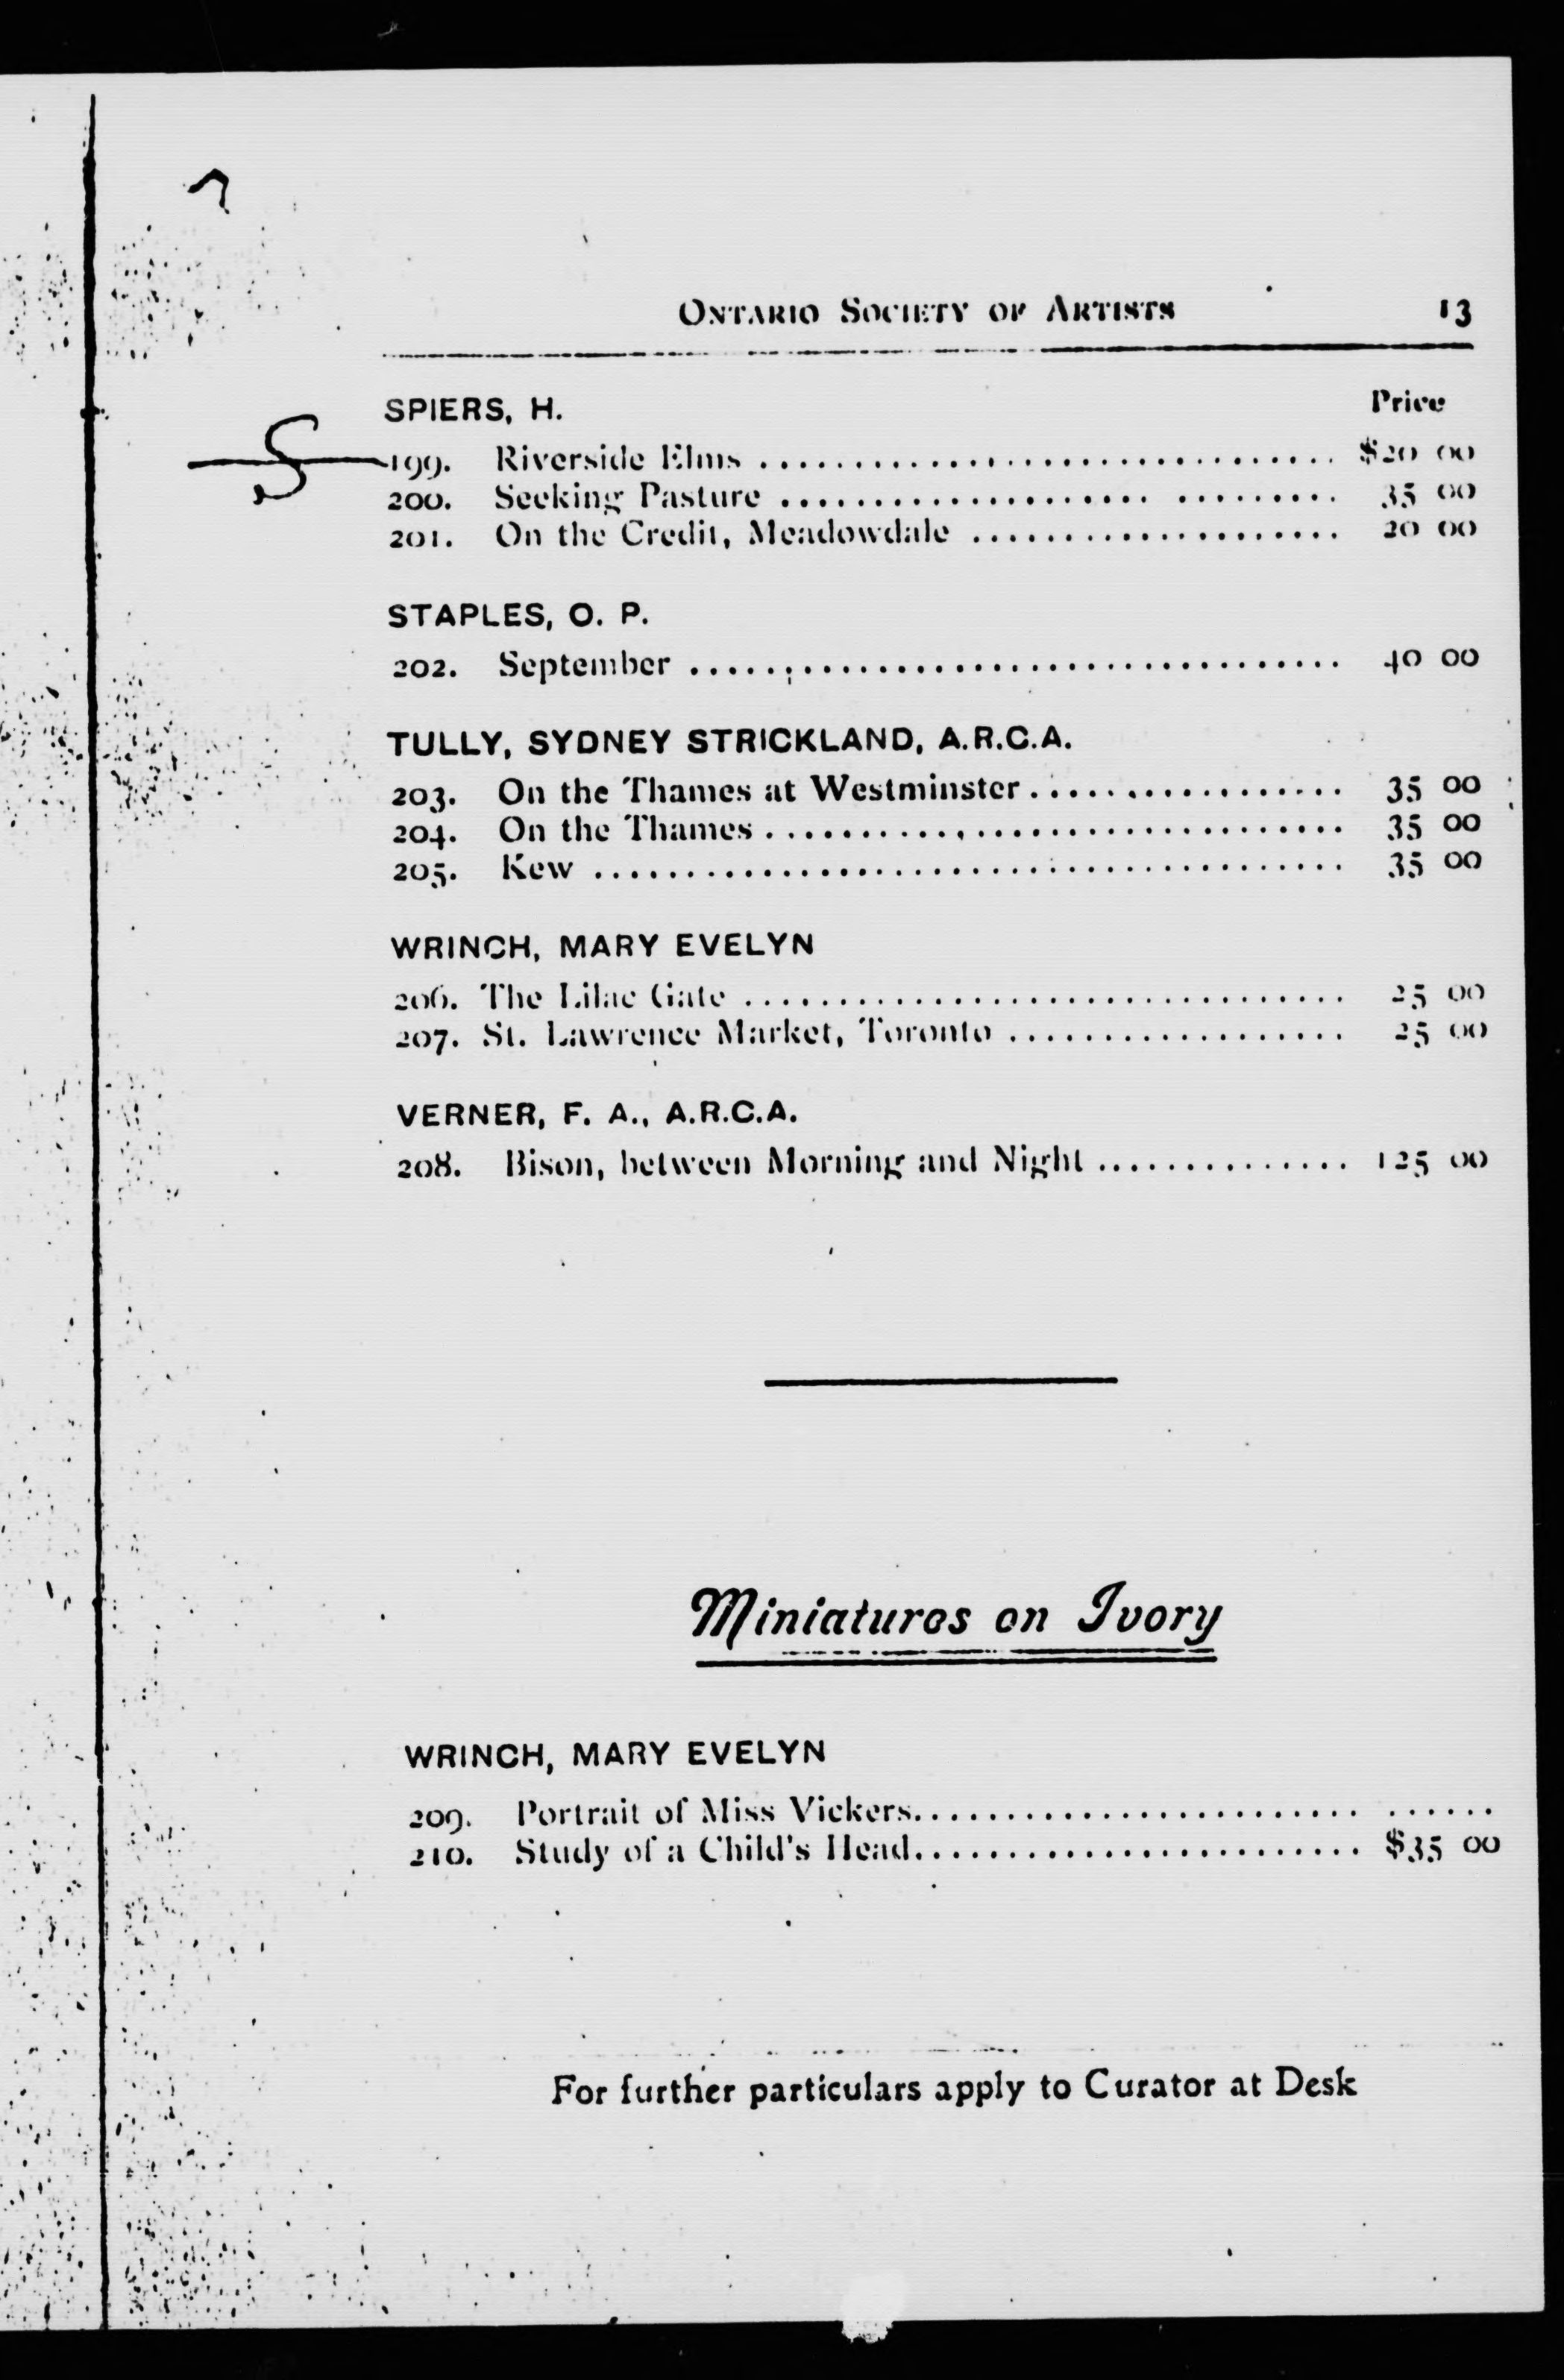 ONTARIO SOCIETY OF ARTISTS 13
SPIERS, H. Price
199. Riverside Elms .............................. $20 00
200. Seeking Pasture ............................. 35 00
201. On the Credit, Meadowdale .................... 20 00
STAPLES, O. P.
202. September ................................... 40 00
TULLY, SYDNEY STRICKLAND, A.R.C.A.
203. On the Thames at Westminster ................. 35 00
204. On the Thames ............................... 35 00
205. Kew ........................................ 35 00
WRINCH, MARY EVELYN
206. The Lilac Gate ................................ 25 00
207. St. Lawrence Market, Toronto .................. 25 00
VERNER, F. A., A.R.C.A.
208. Bison, between Morning and Night .............. 125 00
Miniatures on Ivory
WRINCH, MARY EVELYN
209. Portrait of Miss Vickers........................ ......
210. Study of a Child's Head........................ $35 00
For further particulars apply to Curator at Desk